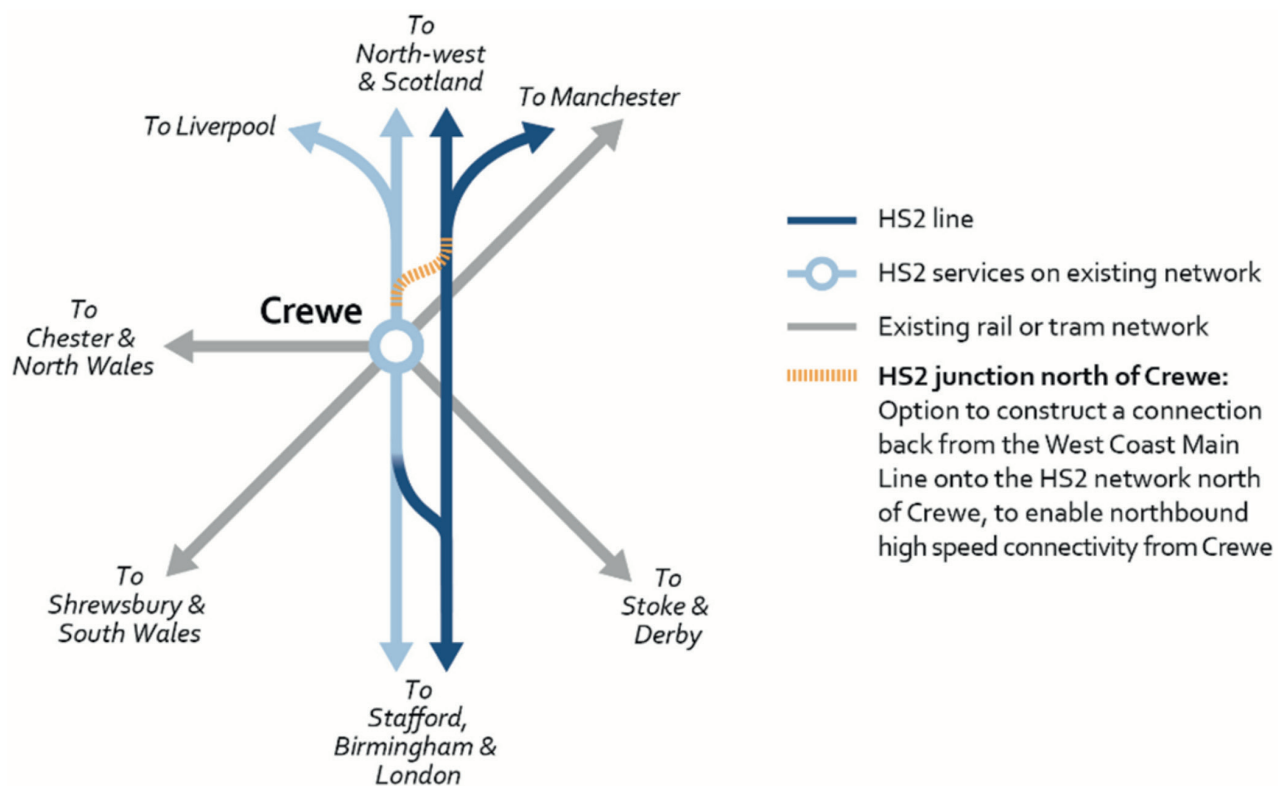 To
North-west
& Scotland
To Manchester
To Liverpool
Crewe
To
Chester &
North Wales
To
Shrewsbury &
South Wales
To
Stoke &
Derby
To
Stafford,
Birmingham &
London
HS2 line
HS2 services on existing network
Existing rail or tram network
HS2 junction north of Crewe:
Option to construct a connection
back from the West Coast Main
Line onto the HS2 network north
of Crewe, to enable northbound
high speed connectivity from Crewe